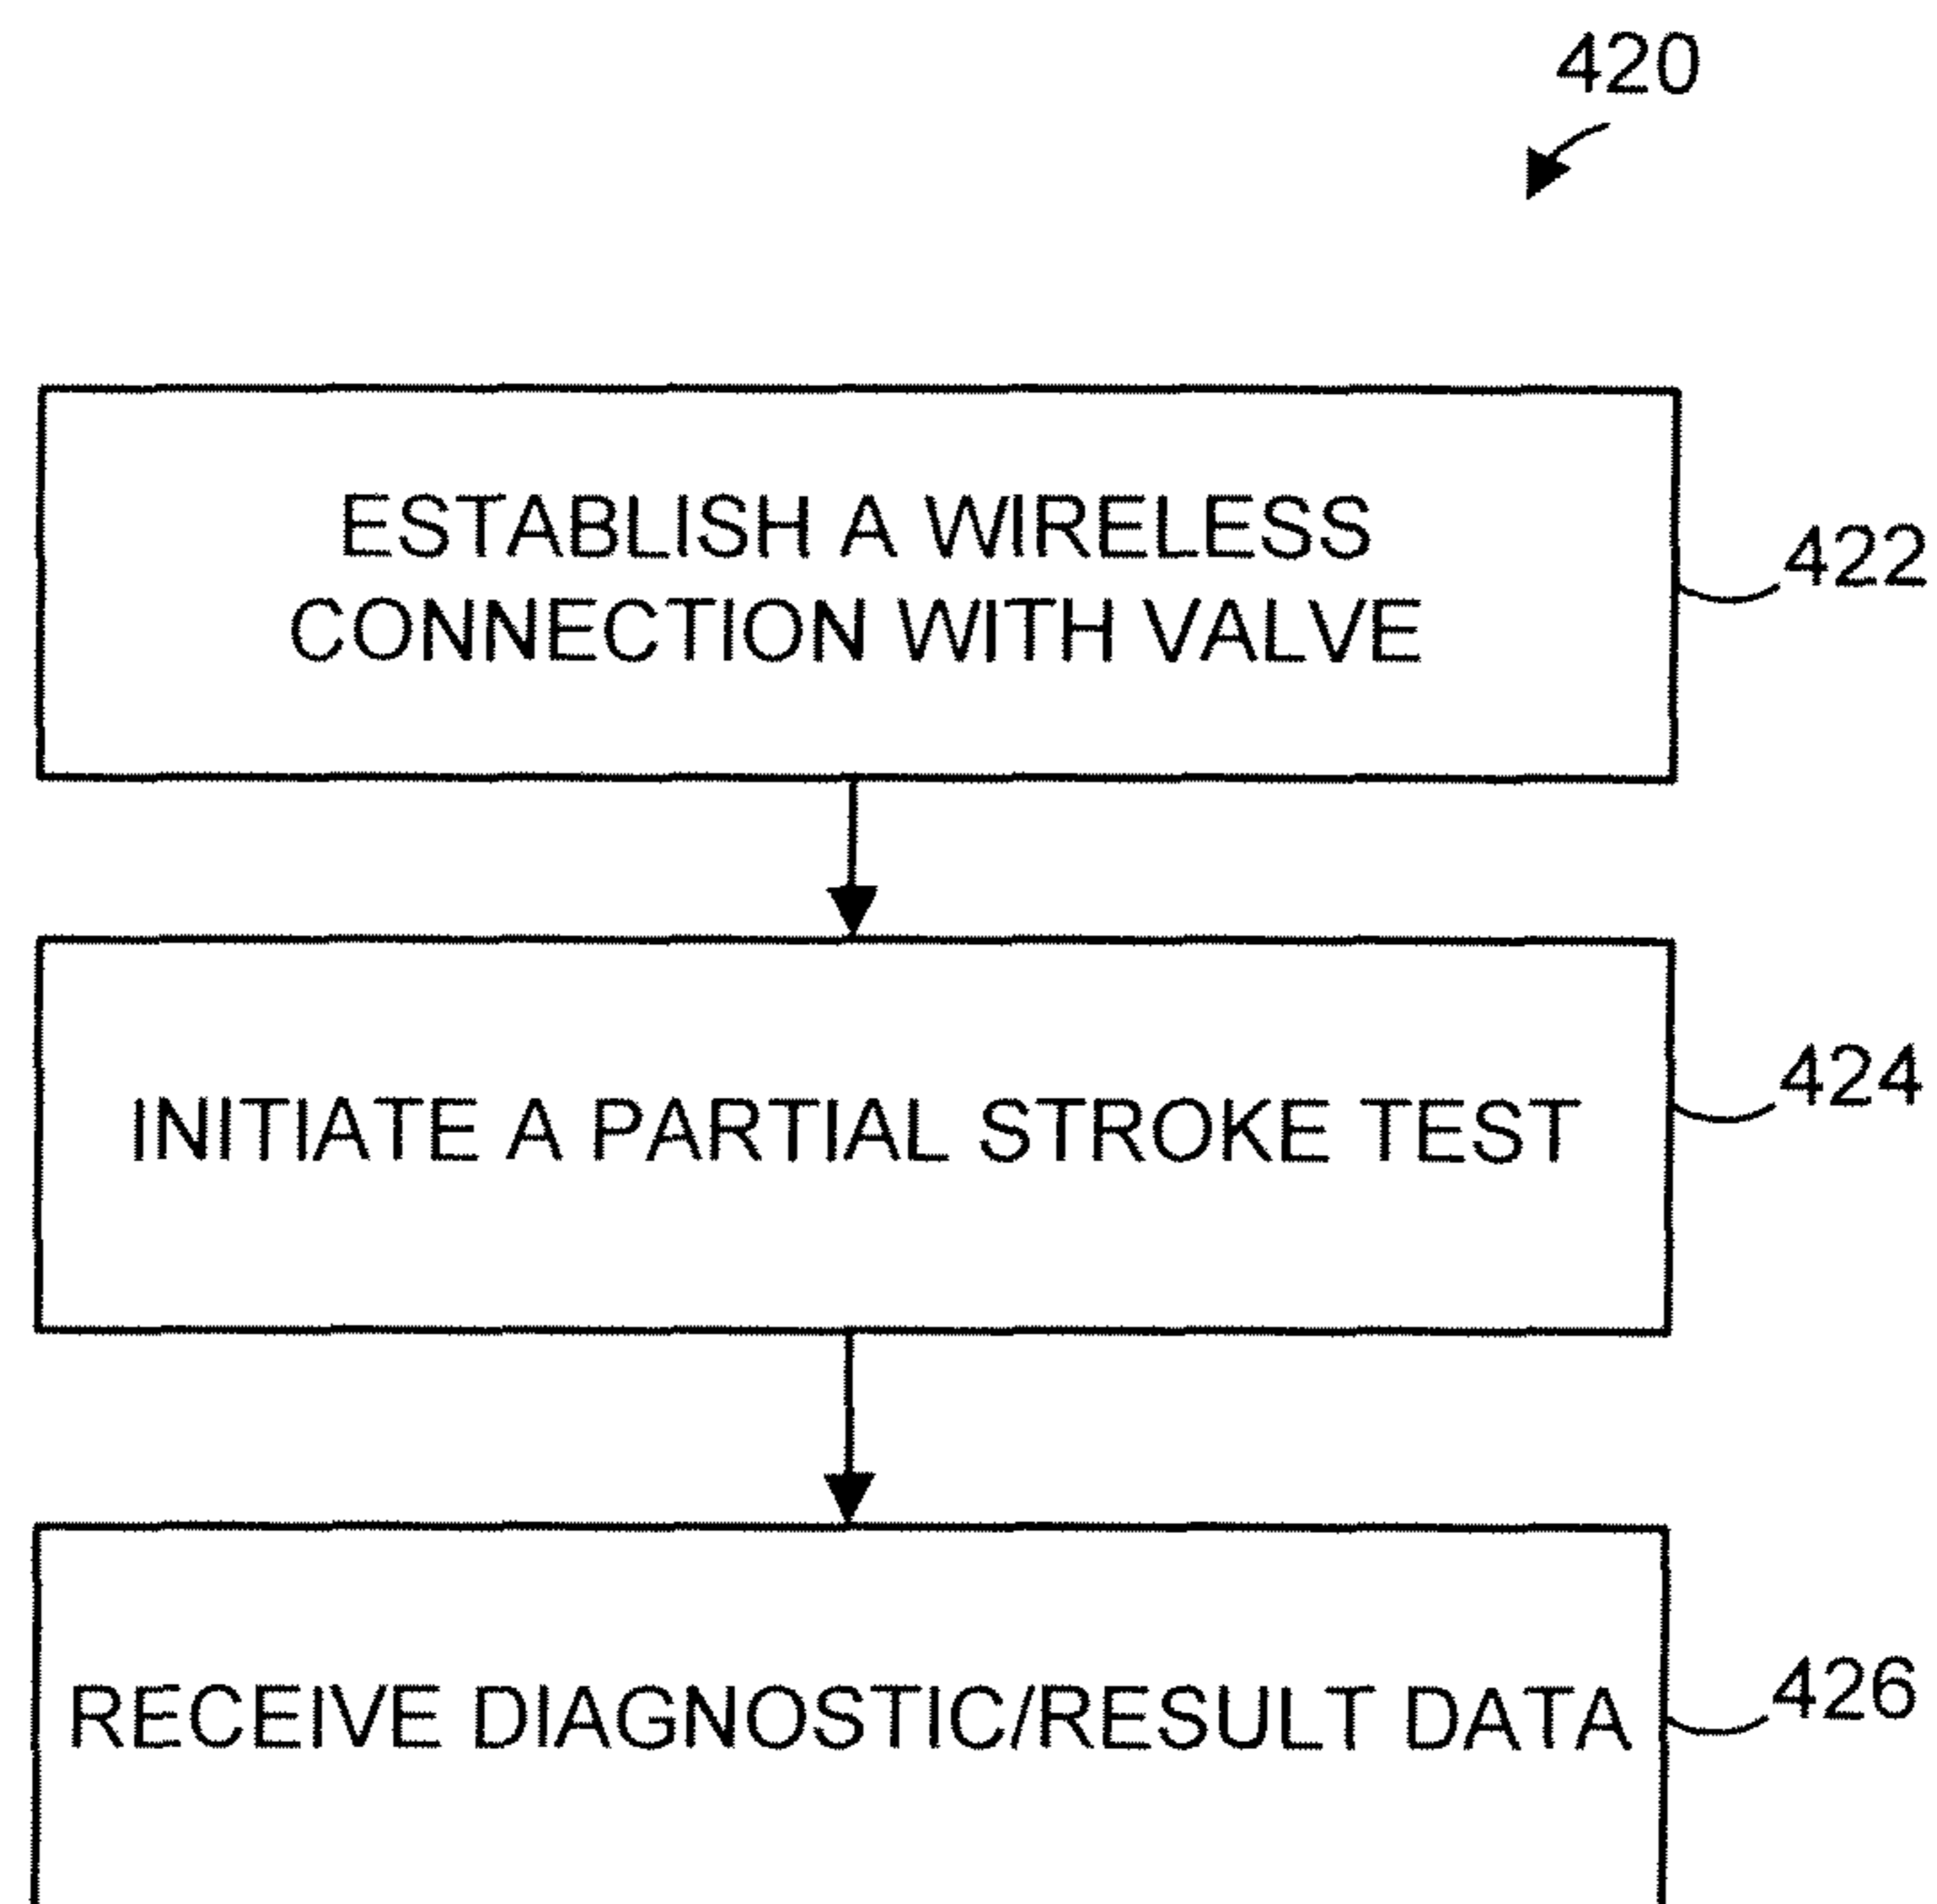 420
ESTABLISH A WIRELESS
CONNECTION WITH VALVE
422
INITIATE A PARTIAL STROKE TEST
424
RECEIVE DIAGNOSTIC/RESULT DATA
426